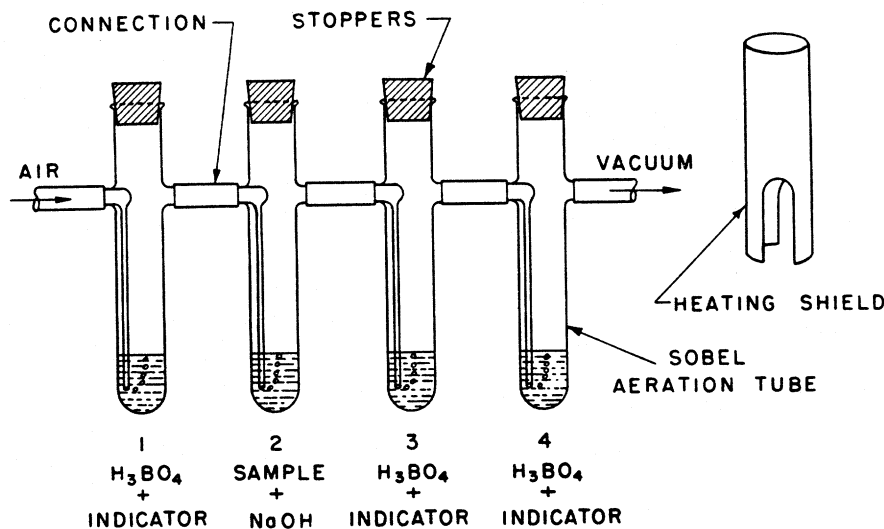 CONNECTION
STOPPERS
AIR
VACUUM
HEATING SHIELD
SOBEL
AERATION TUBE
1
H₃BO₄
+
INDICATOR
2
SAMPLE
+
NaOH
3
H₃BO₄
+
INDICATOR
4
H₃BO₄
+
INDICATOR